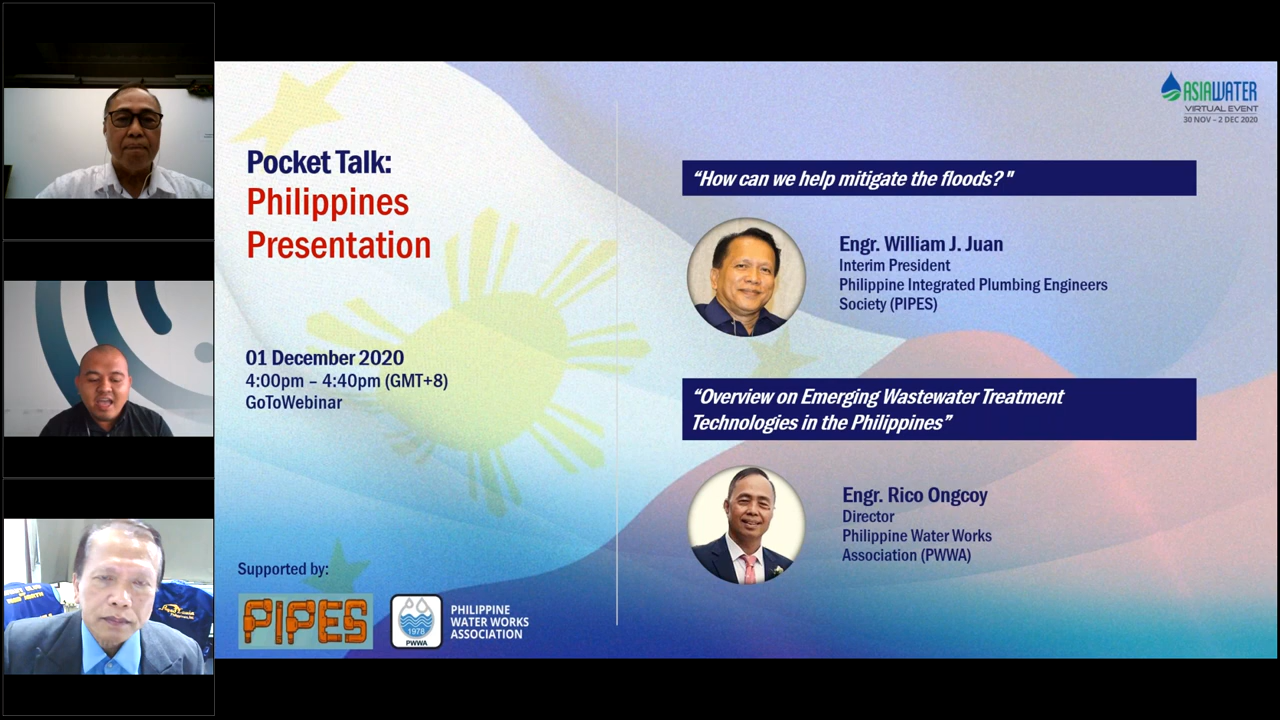 ASIAWATER
VIRTUAL EVENT
30 NOV – 2 DEC 2020
Pocket Talk:
Philippines
Presentation
01 December 2020
4:00pm – 4:40pm (GMT+8)
GoToWebinar
Supported by:
PIPES
1978
PWWA
PHILIPPINE
WATER WORKS
ASSOCIATION
“How can we help mitigate the floods?”
Engr. William J. Juan
Interim President
Philippine Integrated Plumbing Engineers
Society (PIPES)
“Overview on Emerging Wastewater Treatment
Technologies in the Philippines”
Engr. Rico Ongcoy
Director
Philippine Water Works
Association (PWWA)